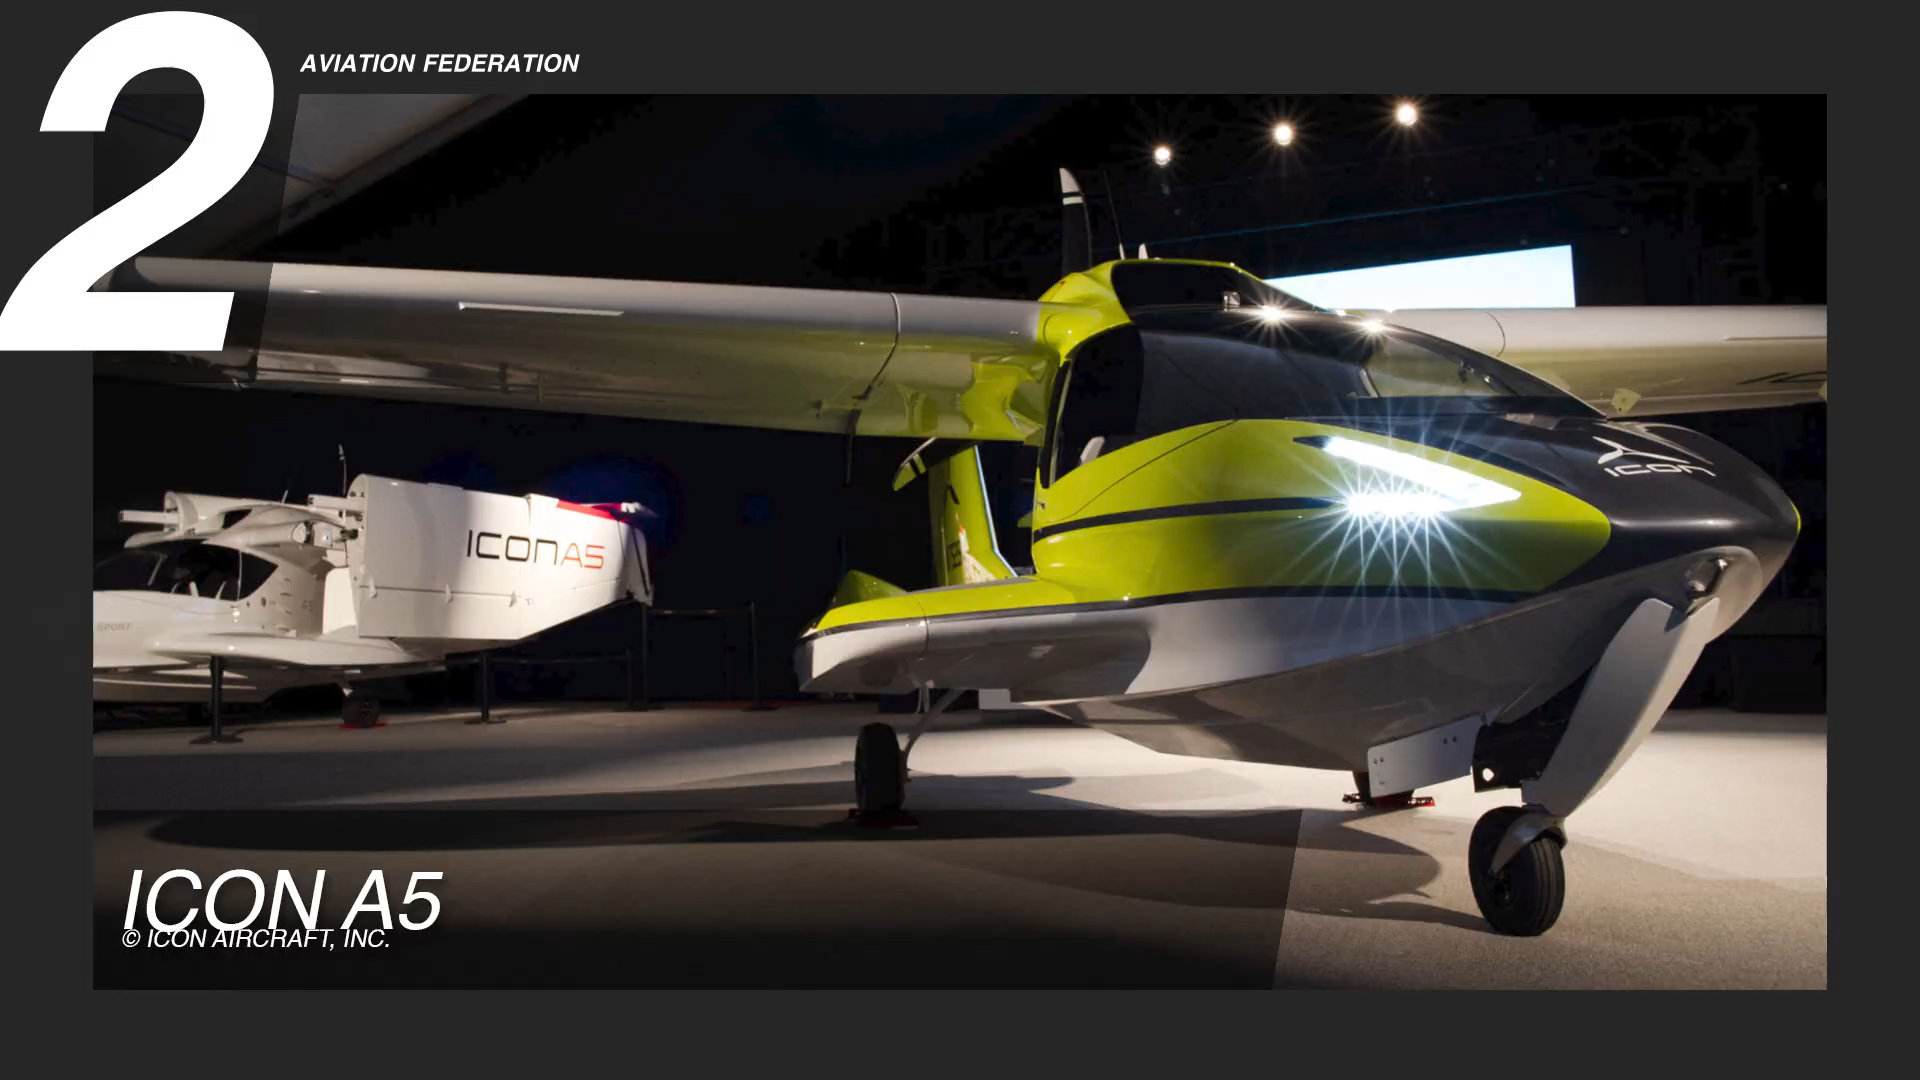 2
AVIATION FEDERATION
ICON
ICONA5
SPORT
ICON A5
© ICON AIRCRAFT, INC.